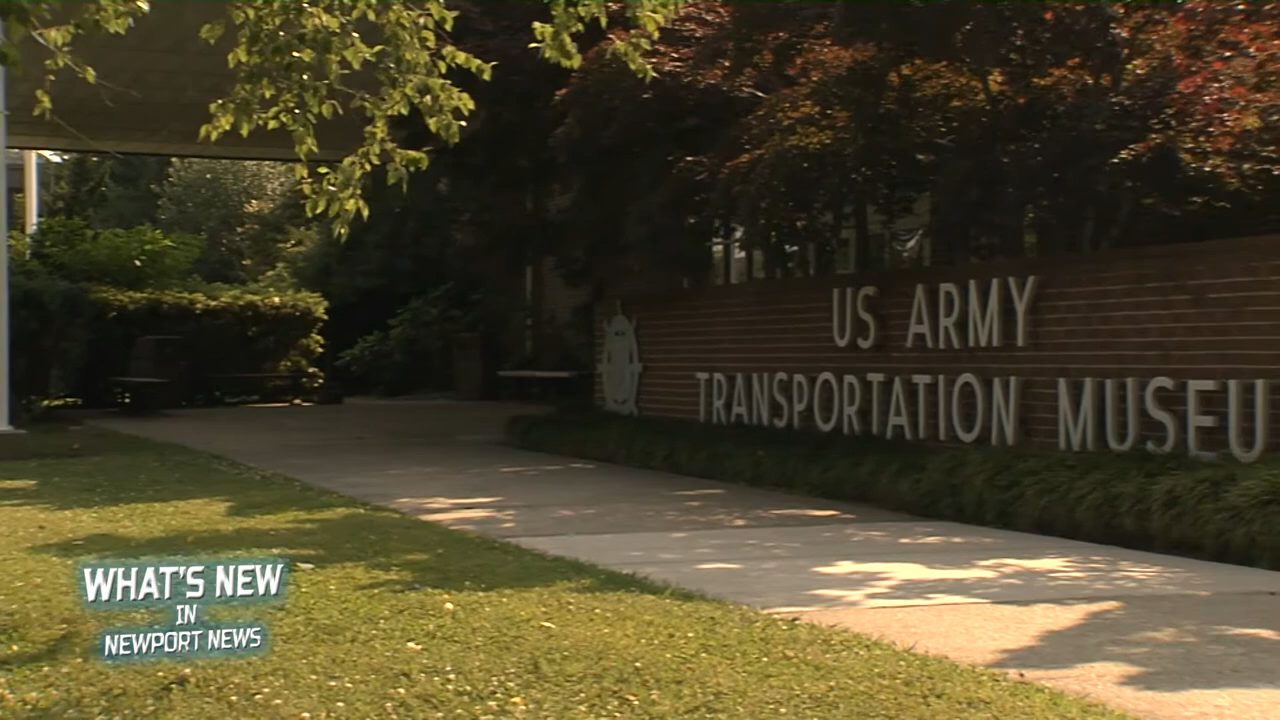 US ARMY
TRANSPORTATION MUSEU
WHAT'S NEW
IN
NEWPORT NEWS